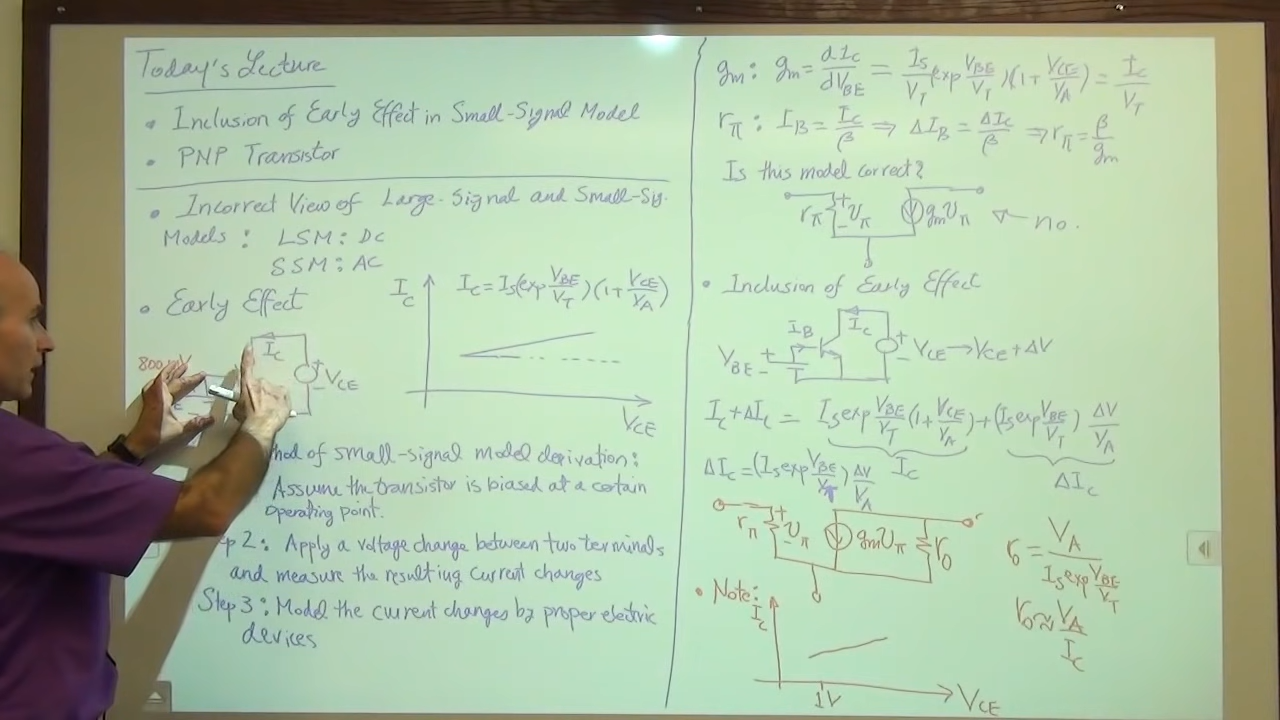 Today's Lecture
• Inclusion of Early Effect in Small-Signal Model
• PNP Transistor
• Incorrect View of Large-Signal and Small-Sig.
Models: LSM: DC
SSM: AC
• Early Effect
I_C
I_C = I_S(exp V_BE/V_T)(1+V_CE/V_A)
V_CE
800 mV
I_C
+
−
V_CE
hod of small-signal model derivation:
Assume the transistor is biased at a certain
operating point.
p 2: Apply a voltage change between two terminals
and measure the resulting current changes
Step 3: Model the current changes by proper electric
devices
g_m: g_m = dI_C/dV_BE = I_S/V_T (exp V_BE/V_T)(1+V_CE/V_A) = I_C/V_T
r_π: I_B = I_C/β ⇒ ΔI_B = ΔI_C/β ⇒ r_π = β/g_m
Is this model correct?
r_π + v_π − g_m v_π ← no.
• Inclusion of Early Effect
I_B I_C
V_BE + − + − V_CE → V_CE + ΔV
I_C + ΔI_C = I_S exp V_BE/V_T (1+V_CE/V_A) + (I_S exp V_BE/V_T) ΔV/V_A
I_C ΔI_C
ΔI_C = (I_S exp V_BE/V_T) ΔV/V_A
r_π + v_π − g_m v_π r_o
r_o = V_A/(I_S exp V_BE/V_T)
r_o ≈ V_A/I_C
• Note:
I_C
1V
V_CE